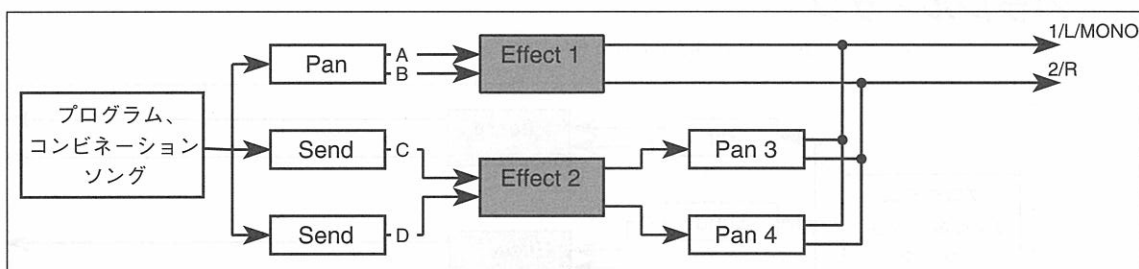 プログラム、
コンビネーション
ソング
Pan
A
B
Effect 1
1/L/MONO
2/R
Send
C
Effect 2
Pan 3
Send
D
Pan 4